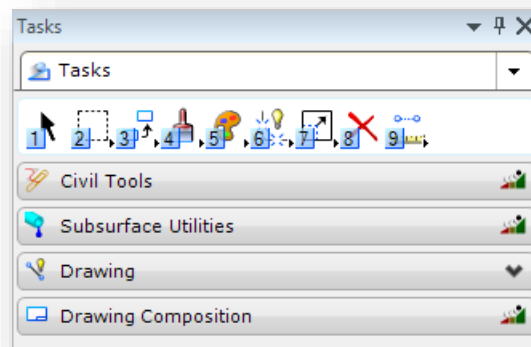 Tasks
Tasks
1 2 3 4 5 6 7 8 9
Civil Tools
Subsurface Utilities
Drawing
Drawing Composition